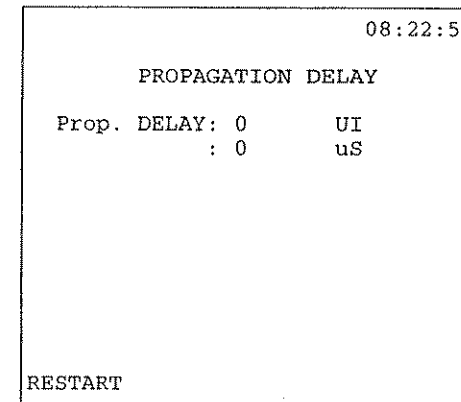 08:22:5
PROPAGATION DELAY
Prop. DELAY: 0 UI
: 0 uS
RESTART